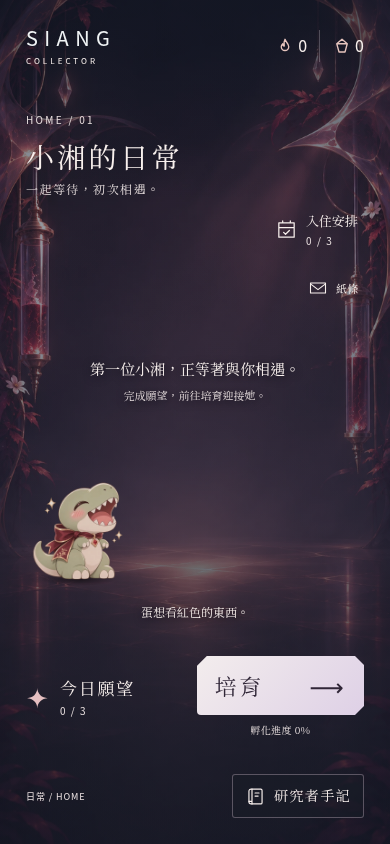 SIANG
COLLECTOR
0
0
HOME / 01
小湘的日常
一起等待，初次相遇。
入住安排
0 / 3
紙條
第一位小湘，正等著與你相遇。
完成願望，前往培育迎接她。
蛋想看紅色的東西。
今日願望
0 / 3
培育
孵化進度 0%
日常 / HOME
研究者手記